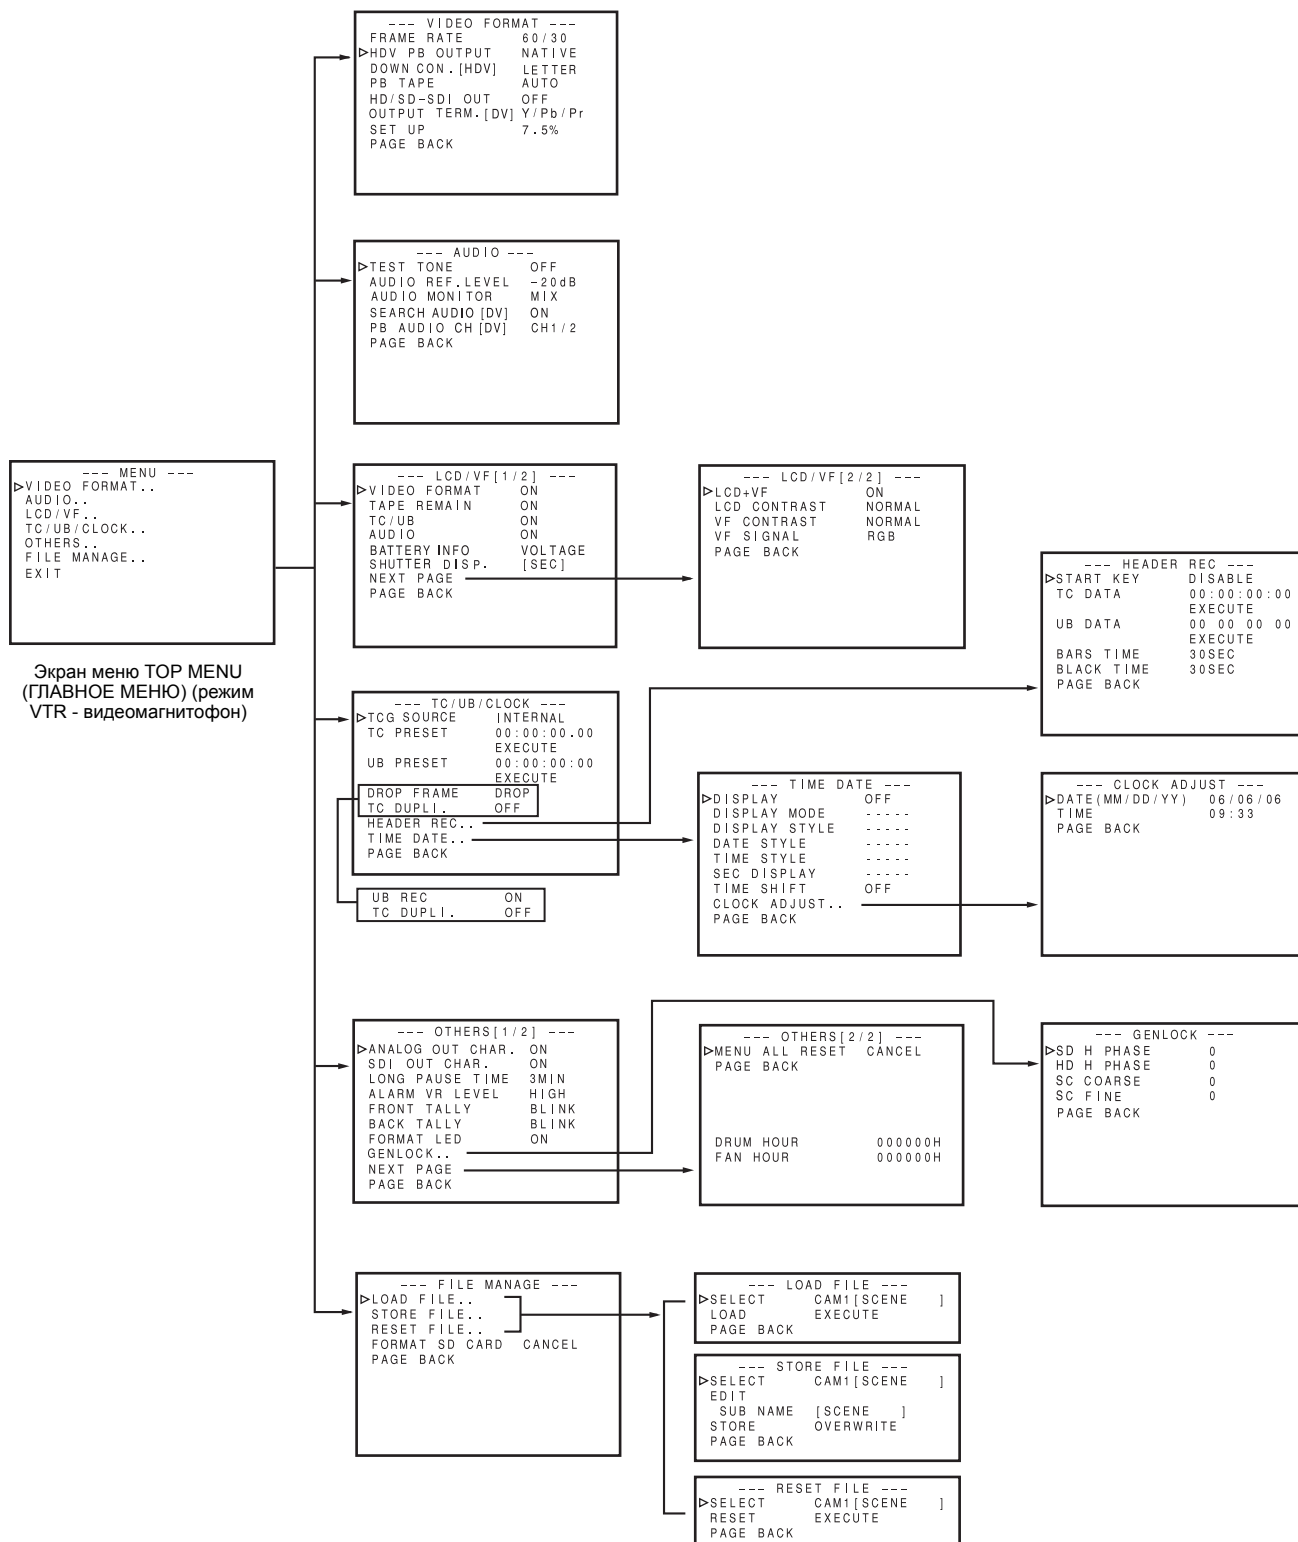 --- VIDEO FORMAT ---
FRAME RATE 60/30
▷HDV PB OUTPUT NATIVE
DOWN CON.[HDV] LETTER
PB TAPE AUTO
HD/SD-SDI OUT OFF
OUTPUT TERM.[DV] Y/Pb/Pr
SET UP 7.5%
PAGE BACK
--- AUDIO ---
▷TEST TONE OFF
AUDIO REF.LEVEL -20dB
AUDIO MONITOR MIX
SEARCH AUDIO[DV] ON
PB AUDIO CH[DV] CH1/2
PAGE BACK
--- MENU ---
▷VIDEO FORMAT..
AUDIO..
LCD/VF..
TC/UB/CLOCK..
OTHERS..
FILE MANAGE..
EXIT
Экран меню TOP MENU
(ГЛАВНОЕ МЕНЮ) (режим
VTR - видеомагнитофон)
--- LCD/VF[1/2] ---
▷VIDEO FORMAT ON
TAPE REMAIN ON
TC/UB ON
AUDIO ON
BATTERY INFO VOLTAGE
SHUTTER DISP. [SEC]
NEXT PAGE
PAGE BACK
--- LCD/VF[2/2] ---
▷LCD+VF ON
LCD CONTRAST NORMAL
VF CONTRAST NORMAL
VF SIGNAL RGB
PAGE BACK
--- HEADER REC ---
▷START KEY DISABLE
TC DATA 00:00:00:00
EXECUTE
UB DATA 00 00 00 00
EXECUTE
BARS TIME 30SEC
BLACK TIME 30SEC
PAGE BACK
--- TC/UB/CLOCK ---
▷TCG SOURCE INTERNAL
TC PRESET 00:00:00.00
EXECUTE
UB PRESET 00:00:00:00
EXECUTE
DROP FRAME DROP
TC DUPLI. OFF
HEADER REC..
TIME DATE..
PAGE BACK
UB REC ON
TC DUPLI. OFF
--- TIME DATE ---
▷DISPLAY OFF
DISPLAY MODE -----
DISPLAY STYLE -----
DATE STYLE -----
TIME STYLE -----
SEC DISPLAY -----
TIME SHIFT OFF
CLOCK ADJUST..
PAGE BACK
--- CLOCK ADJUST ---
▷DATE(MM/DD/YY) 06/06/06
TIME 09:33
PAGE BACK
--- OTHERS[1/2] ---
▷ANALOG OUT CHAR. ON
SDI OUT CHAR. ON
LONG PAUSE TIME 3MIN
ALARM VR LEVEL HIGH
FRONT TALLY BLINK
BACK TALLY BLINK
FORMAT LED ON
GENLOCK..
NEXT PAGE
PAGE BACK
--- OTHERS[2/2] ---
▷MENU ALL RESET CANCEL
PAGE BACK
DRUM HOUR 000000H
FAN HOUR 000000H
--- GENLOCK ---
▷SD H PHASE 0
HD H PHASE 0
SC COARSE 0
SC FINE 0
PAGE BACK
--- FILE MANAGE ---
▷LOAD FILE..
STORE FILE..
RESET FILE..
FORMAT SD CARD CANCEL
PAGE BACK
--- LOAD FILE ---
▷SELECT CAM1[SCENE ]
LOAD EXECUTE
PAGE BACK
--- STORE FILE ---
▷SELECT CAM1[SCENE ]
EDIT
SUB NAME [SCENE ]
STORE OVERWRITE
PAGE BACK
--- RESET FILE ---
▷SELECT CAM1[SCENE ]
RESET EXECUTE
PAGE BACK